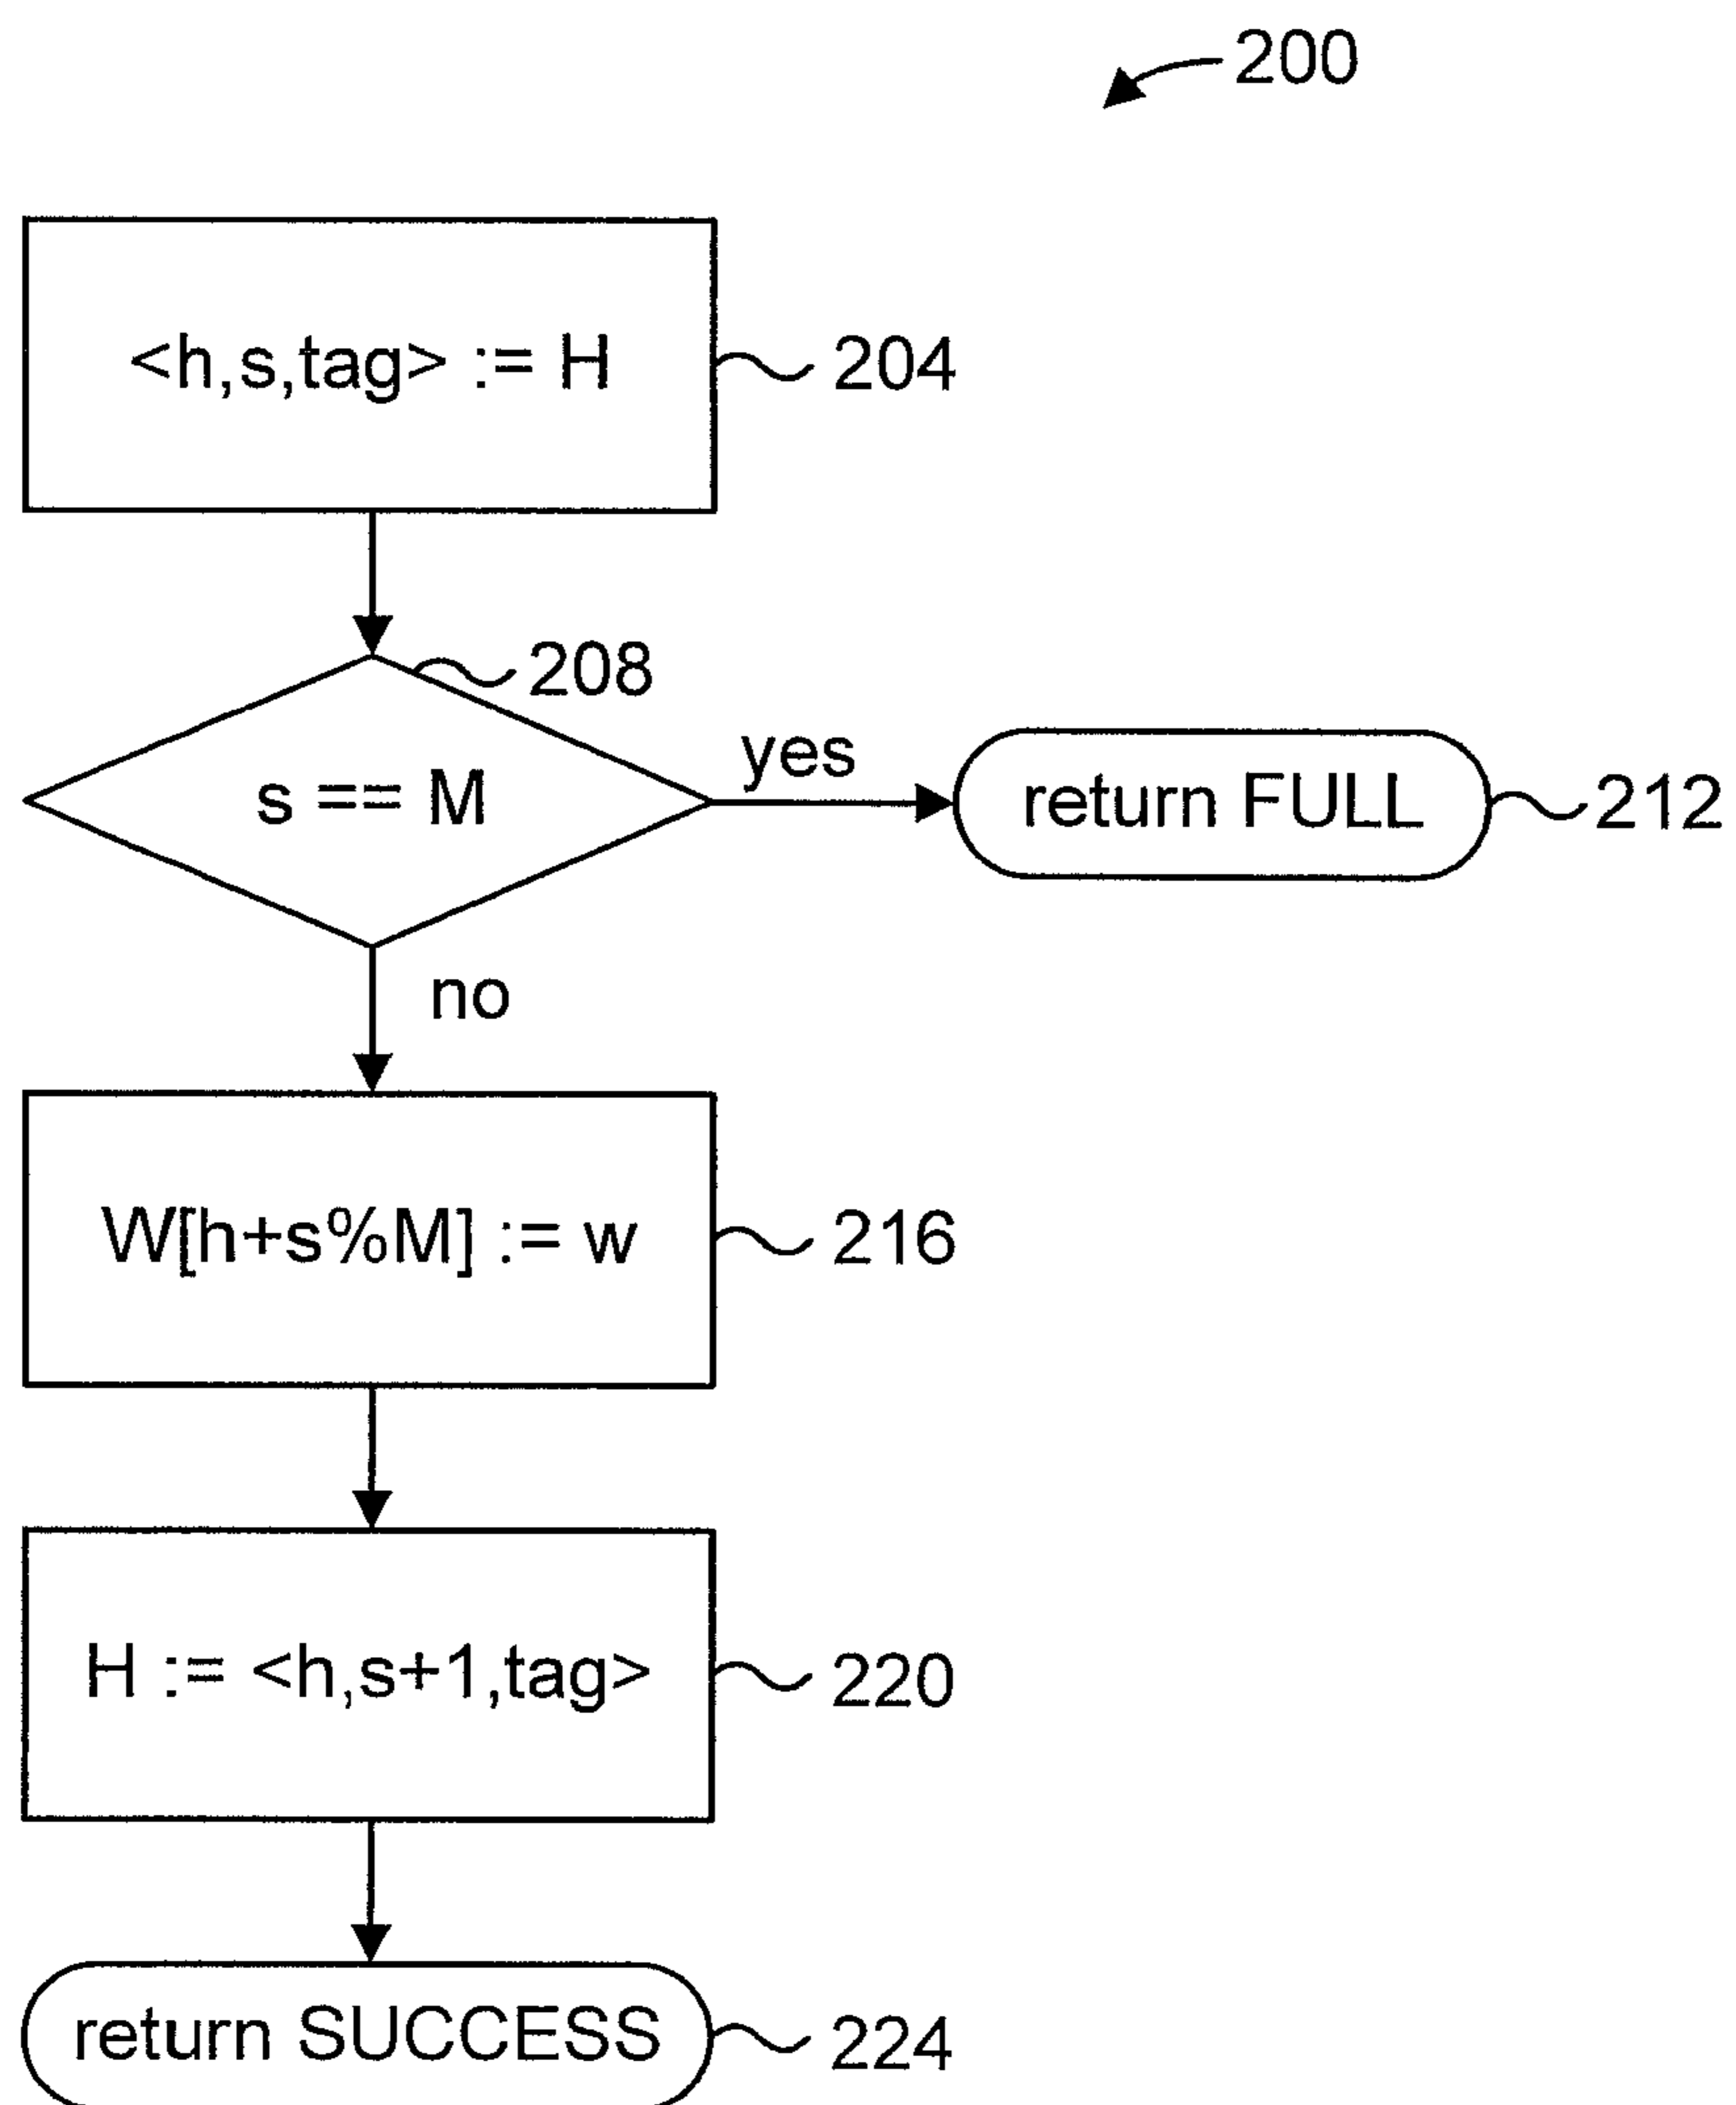 200
<h,s,tag> := H
204
208
s == M
yes
return FULL
212
no
W[h+s%M] := w
216
H := <h,s+1,tag>
220
return SUCCESS
224